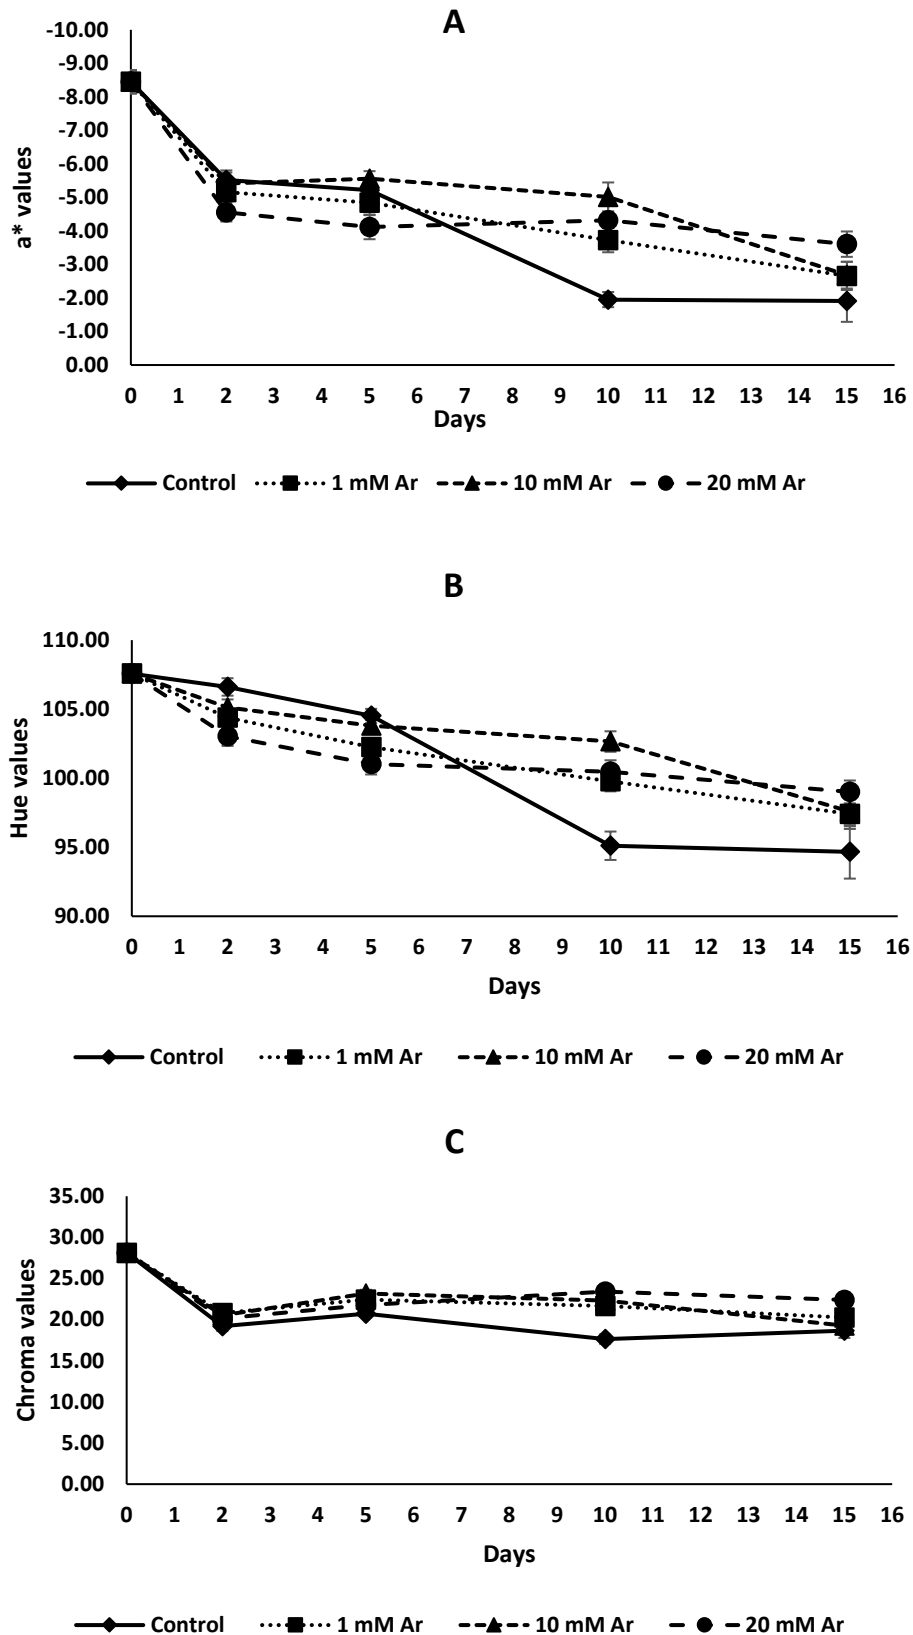 A
-10.00
-9.00
-8.00
-7.00
-6.00
-5.00
-4.00
-3.00
-2.00
-1.00
0.00
a* values
0 1 2 3 4 5 6 7 8 9 10 11 12 13 14 15 16
Days
Control 1 mM Ar 10 mM Ar 20 mM Ar
B
110.00
105.00
100.00
95.00
90.00
Hue values
0 1 2 3 4 5 6 7 8 9 10 11 12 13 14 15 16
Days
Control 1 mM Ar 10 mM Ar 20 mM Ar
C
35.00
30.00
25.00
20.00
15.00
10.00
5.00
0.00
Chroma values
0 1 2 3 4 5 6 7 8 9 10 11 12 13 14 15 16
Days
Control 1 mM Ar 10 mM Ar 20 mM Ar